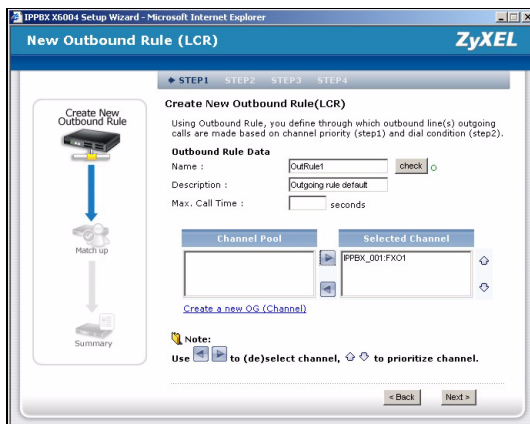 IPPBX X6004 Setup Wizard - Microsoft Internet Explorer
New Outbound Rule (LCR)
ZyXEL
STEP1 STEP2 STEP3 STEP4
Create New
Outbound Rule
Match up
Summary
Create New Outbound Rule(LCR)
Using Outbound Rule, you define through which outbound line(s) outgoing
calls are made based on channel priority (step1) and dial condition (step2).
Outbound Rule Data
Name : OutRule1 check
Description : Outgoing rule default
Max. Call Time : seconds
Channel Pool Selected Channel
IPPBX_001:FXO1
Create a new OG (Channel)
Note:
Use to (de)select channel, to prioritize channel.
< Back Next >